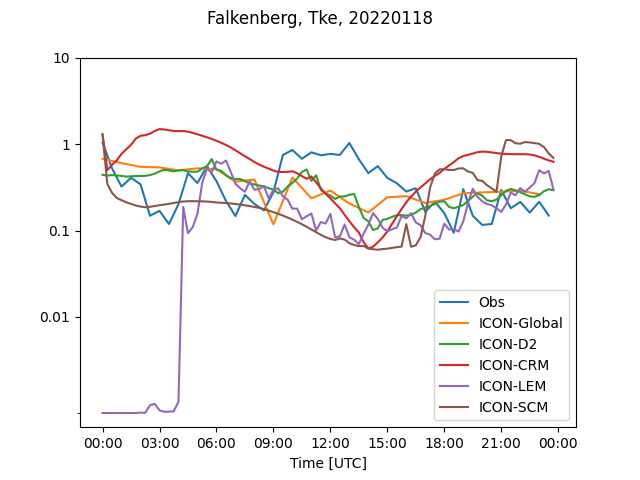 Falkenberg, Tke, 20220118
10
1
0.1
0.01
Obs
ICON-Global
ICON-D2
ICON-CRM
ICON-LEM
ICON-SCM
00:00 03:00 06:00 09:00 12:00 15:00 18:00 21:00 00:00
Time [UTC]